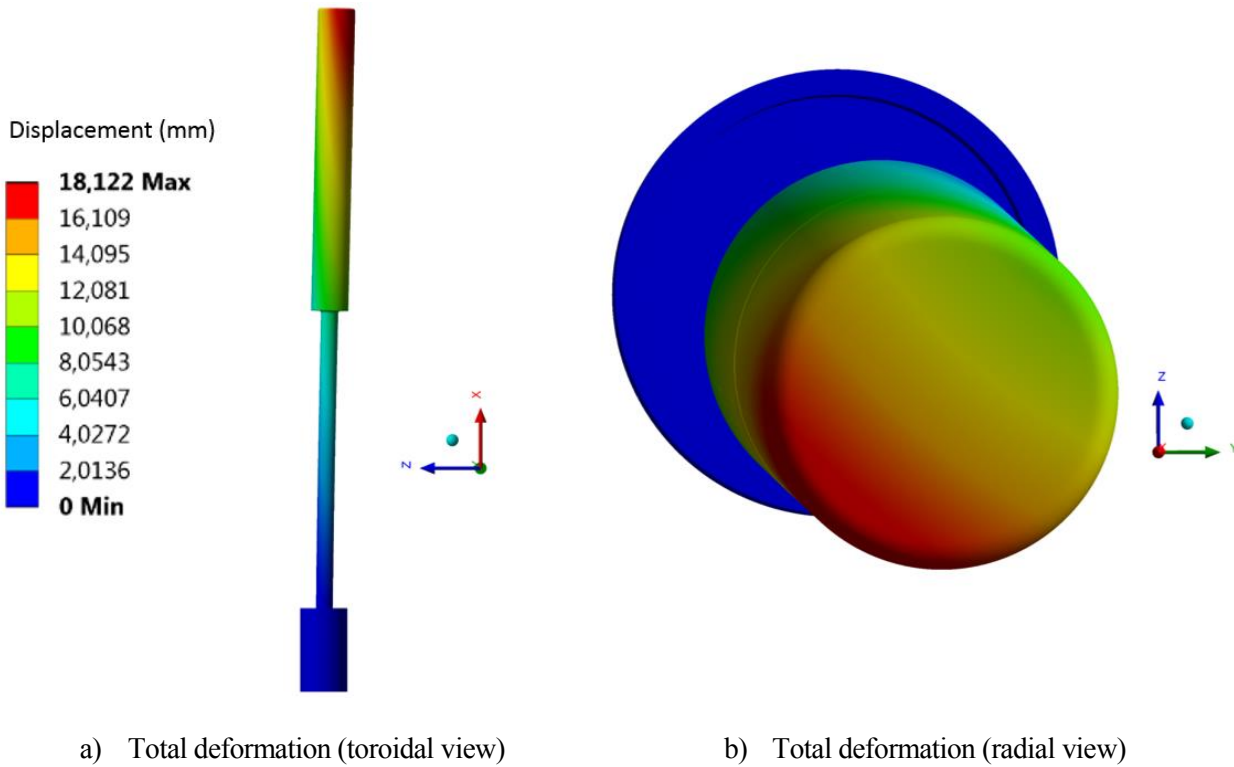 Displacement (mm)
18,122 Max
16,109
14,095
12,081
10,068
8,0543
6,0407
4,0272
2,0136
0 Min
X
Z
Z
Y
a) Total deformation (toroidal view)
b) Total deformation (radial view)